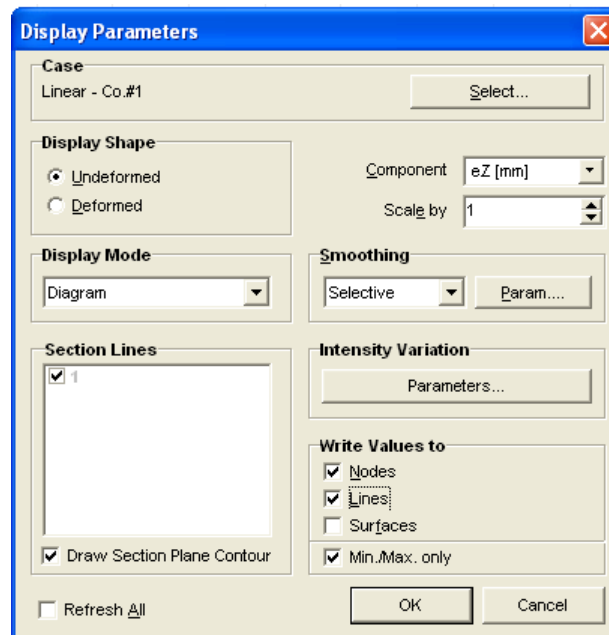 Display Parameters
Case
Linear - Co.#1
Select...
Display Shape
Undeformed
Deformed
Component
eZ [mm]
Scale by
1
Display Mode
Diagram
Smoothing
Selective
Param....
Section Lines
1
Draw Section Plane Contour
Intensity Variation
Parameters...
Write Values to
Nodes
Lines
Surfaces
Min./Max. only
Refresh All
OK
Cancel